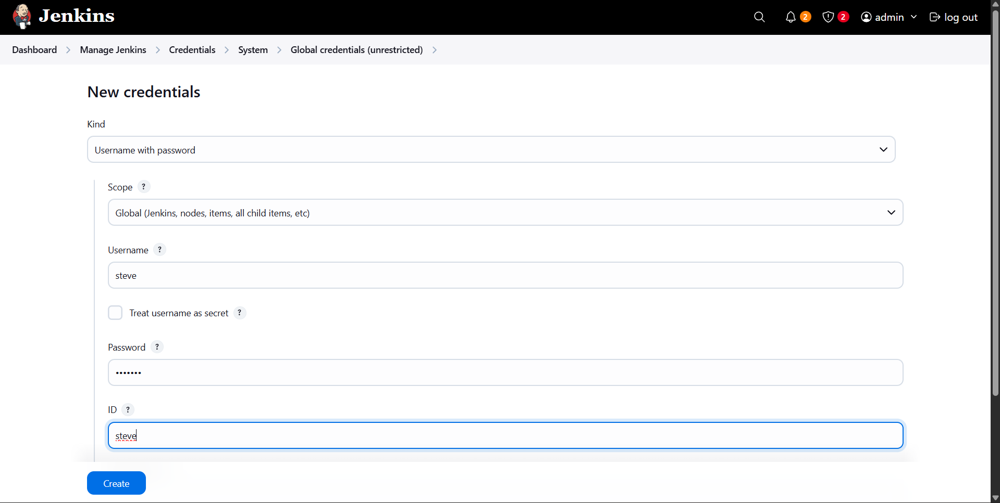 Jenkins
2
2
admin
log out
Dashboard > Manage Jenkins > Credentials > System > Global credentials (unrestricted) >
New credentials
Kind
Username with password
Scope ?
Global (Jenkins, nodes, items, all child items, etc)
Username ?
steve
Treat username as secret ?
Password ?
•••••••
ID ?
steve
Create